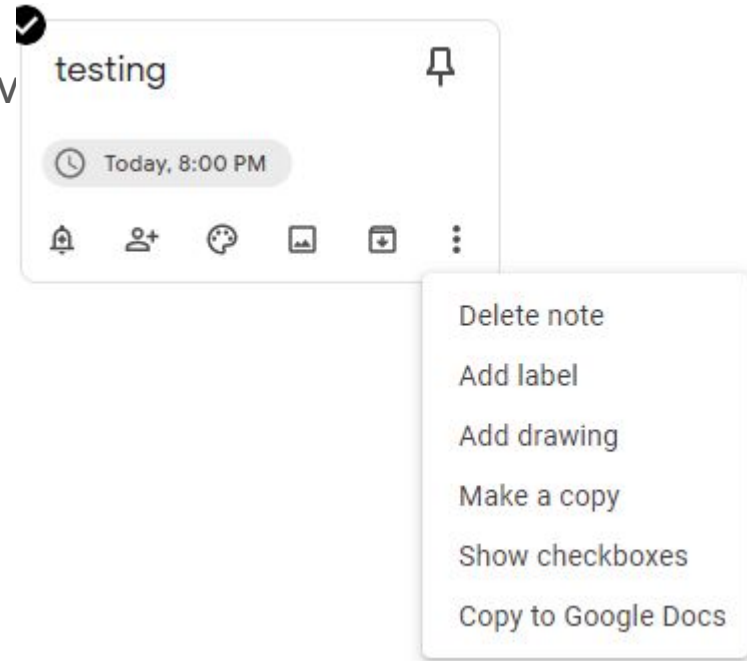 testing
Today, 8:00 PM
Delete note
Add label
Add drawing
Make a copy
Show checkboxes
Copy to Google Docs